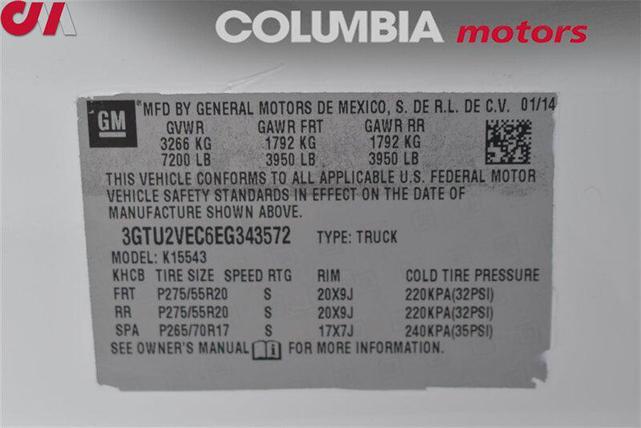 COLUMBIA motors
GM
MFD BY GENERAL MOTORS DE MEXICO, S. DE R.L. DE C.V. 01/14
GVWR GAWR FRT GAWR RR
3266 KG 1792 KG 1792 KG
7200 LB 3950 LB 3950 LB
THIS VEHICLE CONFORMS TO ALL APPLICABLE U.S. FEDERAL MOTOR
VEHICLE SAFETY STANDARDS IN EFFECT ON THE DATE OF
MANUFACTURE SHOWN ABOVE.
3GTU2VEC6EG343572 TYPE: TRUCK
MODEL: K15543
KHCB TIRE SIZE SPEED RTG RIM COLD TIRE PRESSURE
FRT P275/55R20 S 20X9J 220KPA(32PSI)
RR P275/55R20 S 20X9J 220KPA(32PSI)
SPA P265/70R17 S 17X7J 240KPA(35PSI)
SEE OWNER'S MANUAL FOR MORE INFORMATION.